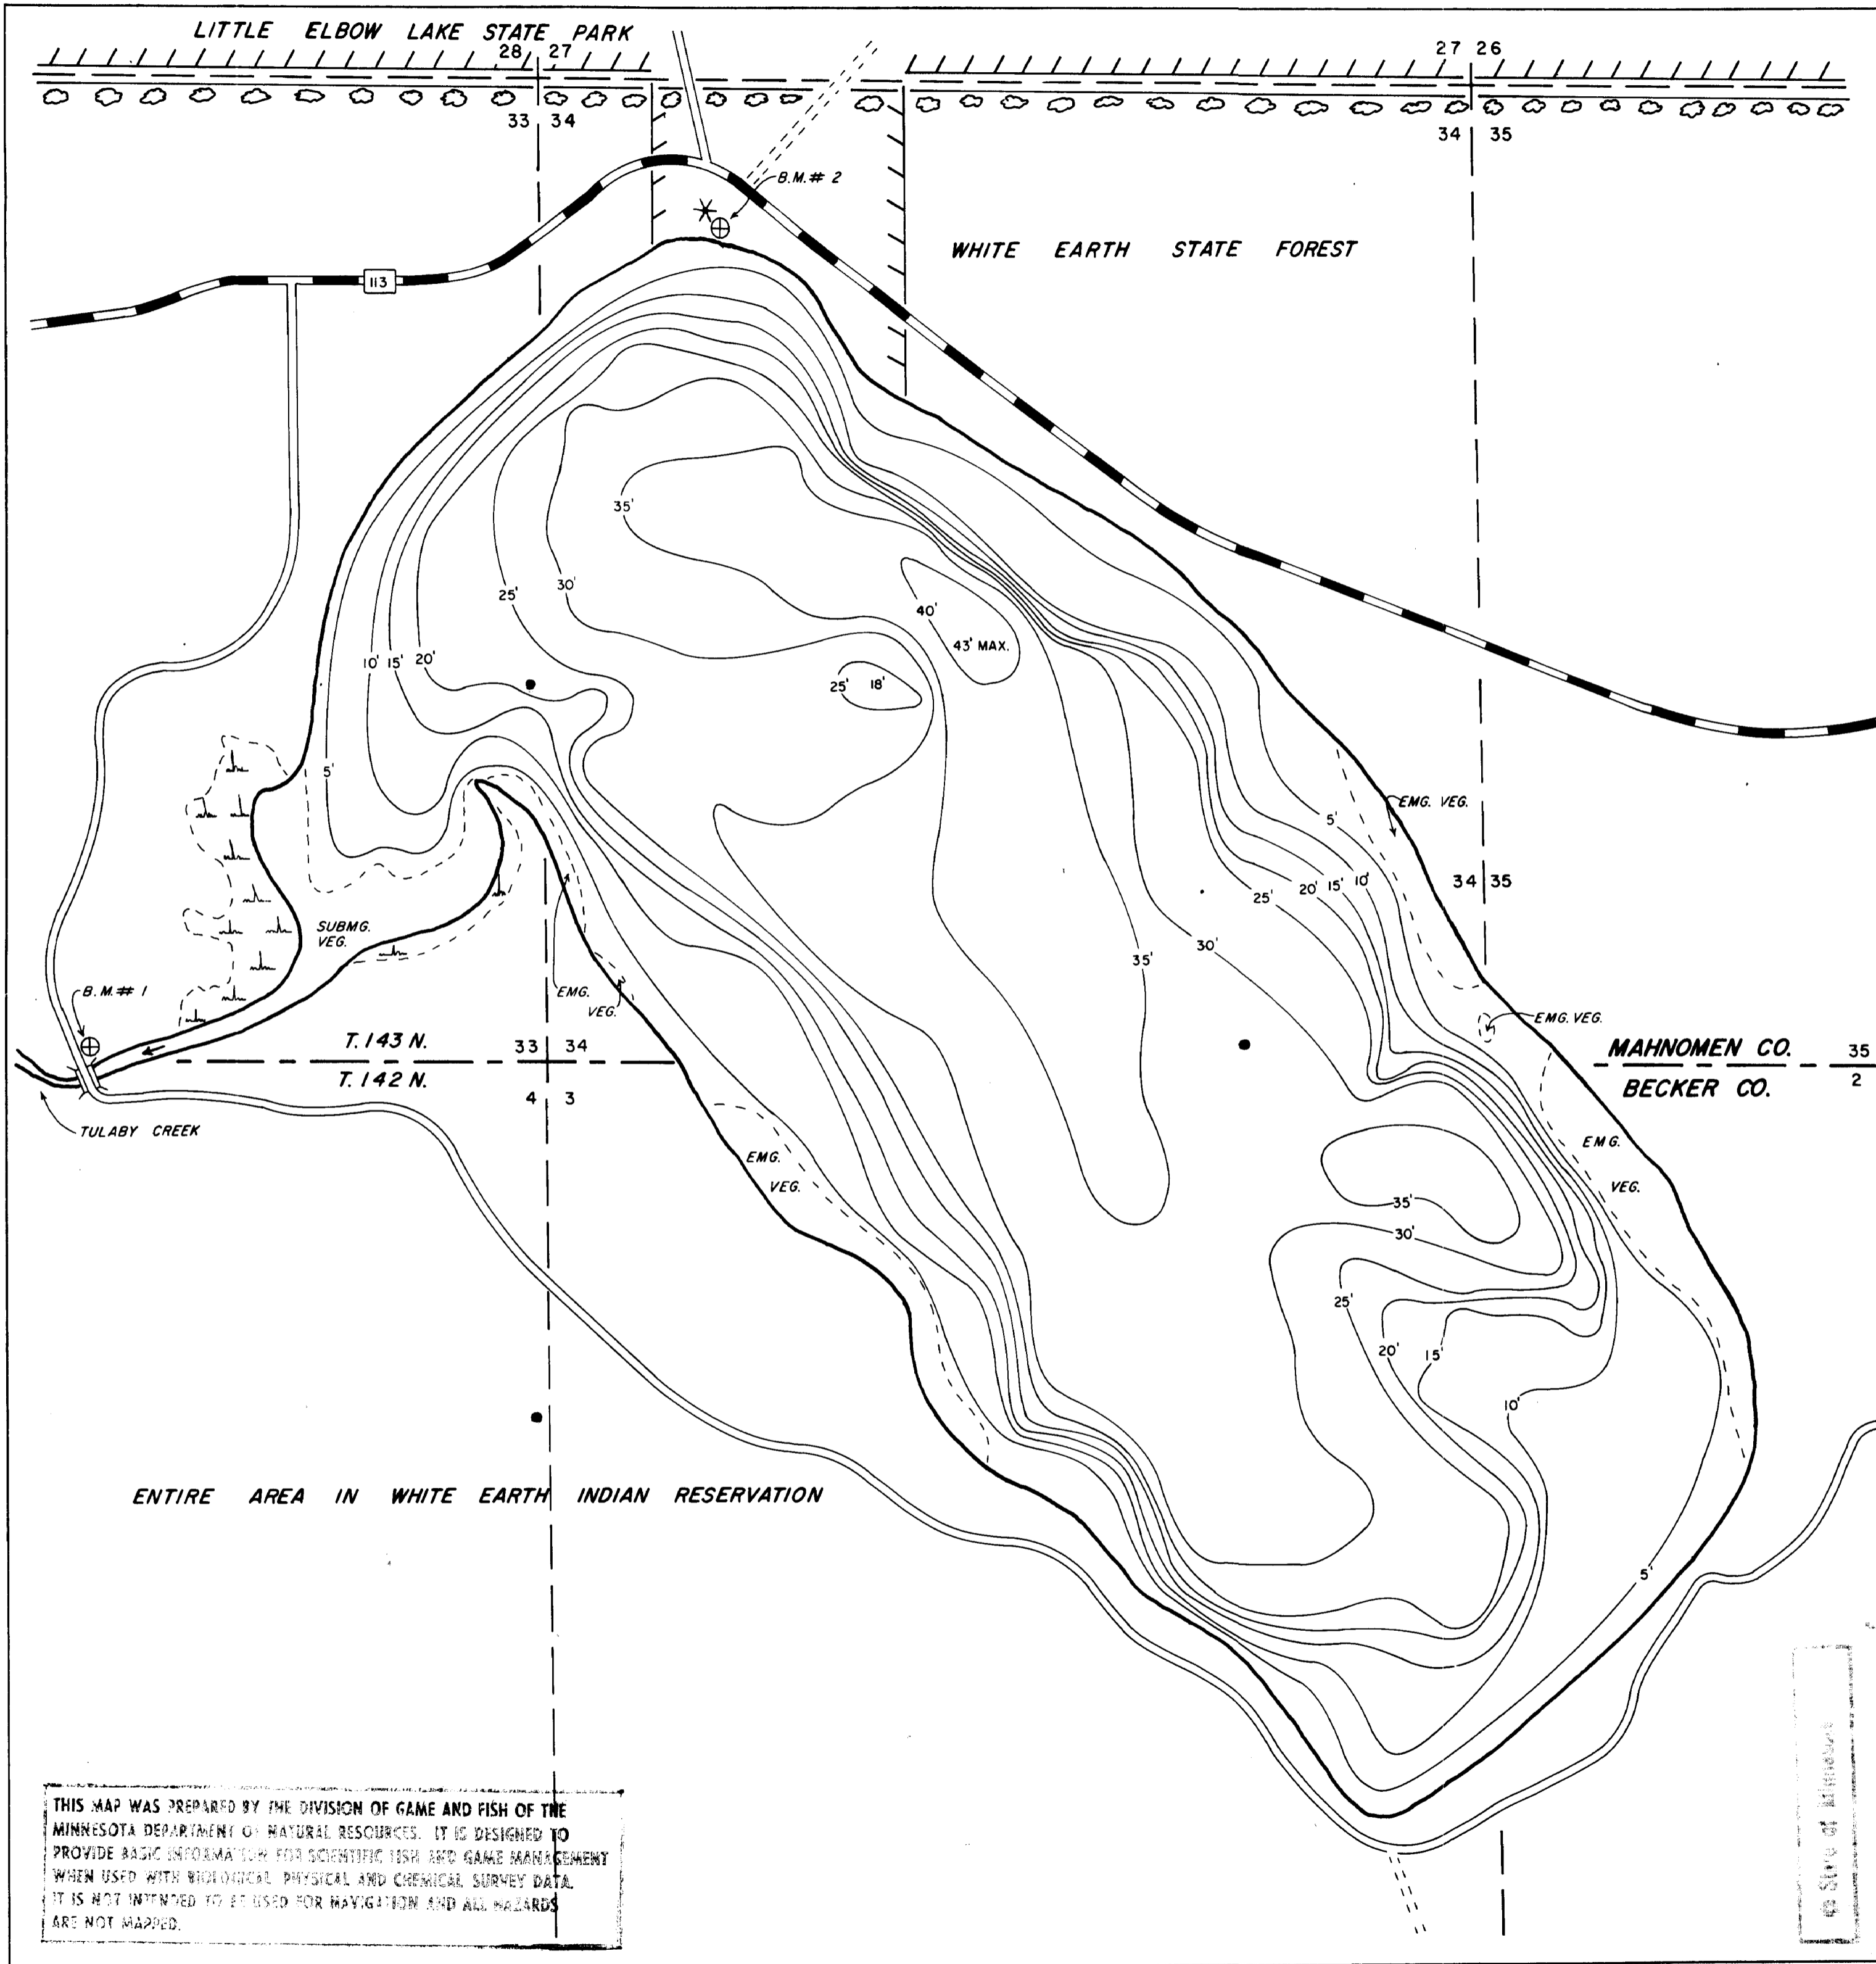 LITTLE ELBOW LAKE STATE PARK
28 27
27 26
33 34
34 35
B.M.# 2
WHITE EARTH STATE FOREST
113
35'
30'
25'
40'
43' MAX.
10' 15' 20'
25' 18'
5'
EMG. VEG.
5'
34 35
20' 15' 10'
25'
SUBMG.
VEG.
30'
35'
B.M.# 1
EMG.
VEG.
EMG. VEG.
T. 143 N.
33 34
MAHNOMEN CO.
35
T. 142 N.
4 3
BECKER CO.
2
TULABY CREEK
EMG.
VEG.
EMG.
VEG.
35'
30'
25'
20'
15'
10'
ENTIRE AREA IN WHITE EARTH INDIAN RESERVATION
5'
THIS MAP WAS PREPARED BY THE DIVISION OF GAME AND FISH OF THE
MINNESOTA DEPARTMENT OF NATURAL RESOURCES. IT IS DESIGNED TO
PROVIDE BASIC INFORMATION FOR SCIENTIFIC FISH AND GAME MANAGEMENT
WHEN USED WITH BIOLOGICAL PHYSICAL AND CHEMICAL SURVEY DATA.
IT IS NOT INTENDED TO BE USED FOR NAVIGATION AND ALL HAZARDS
ARE NOT MAPPED.
State of Minnesota